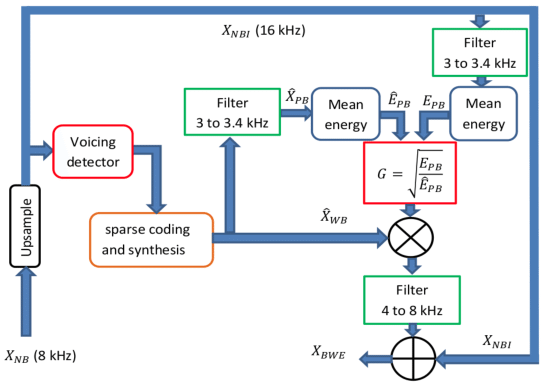 X_NBI (16 kHz)
Filter
3 to 3.4 kHz
Filter
3 to 3.4 kHz
X̂_PB
Mean
energy
Ê_PB
E_PB
Mean
energy
Voicing
detector
G = √(E_PB / Ê_PB)
Upsample
sparse coding
and synthesis
X̂_WB
Filter
4 to 8 kHz
X_NB (8 kHz)
X_BWE
X_NBI